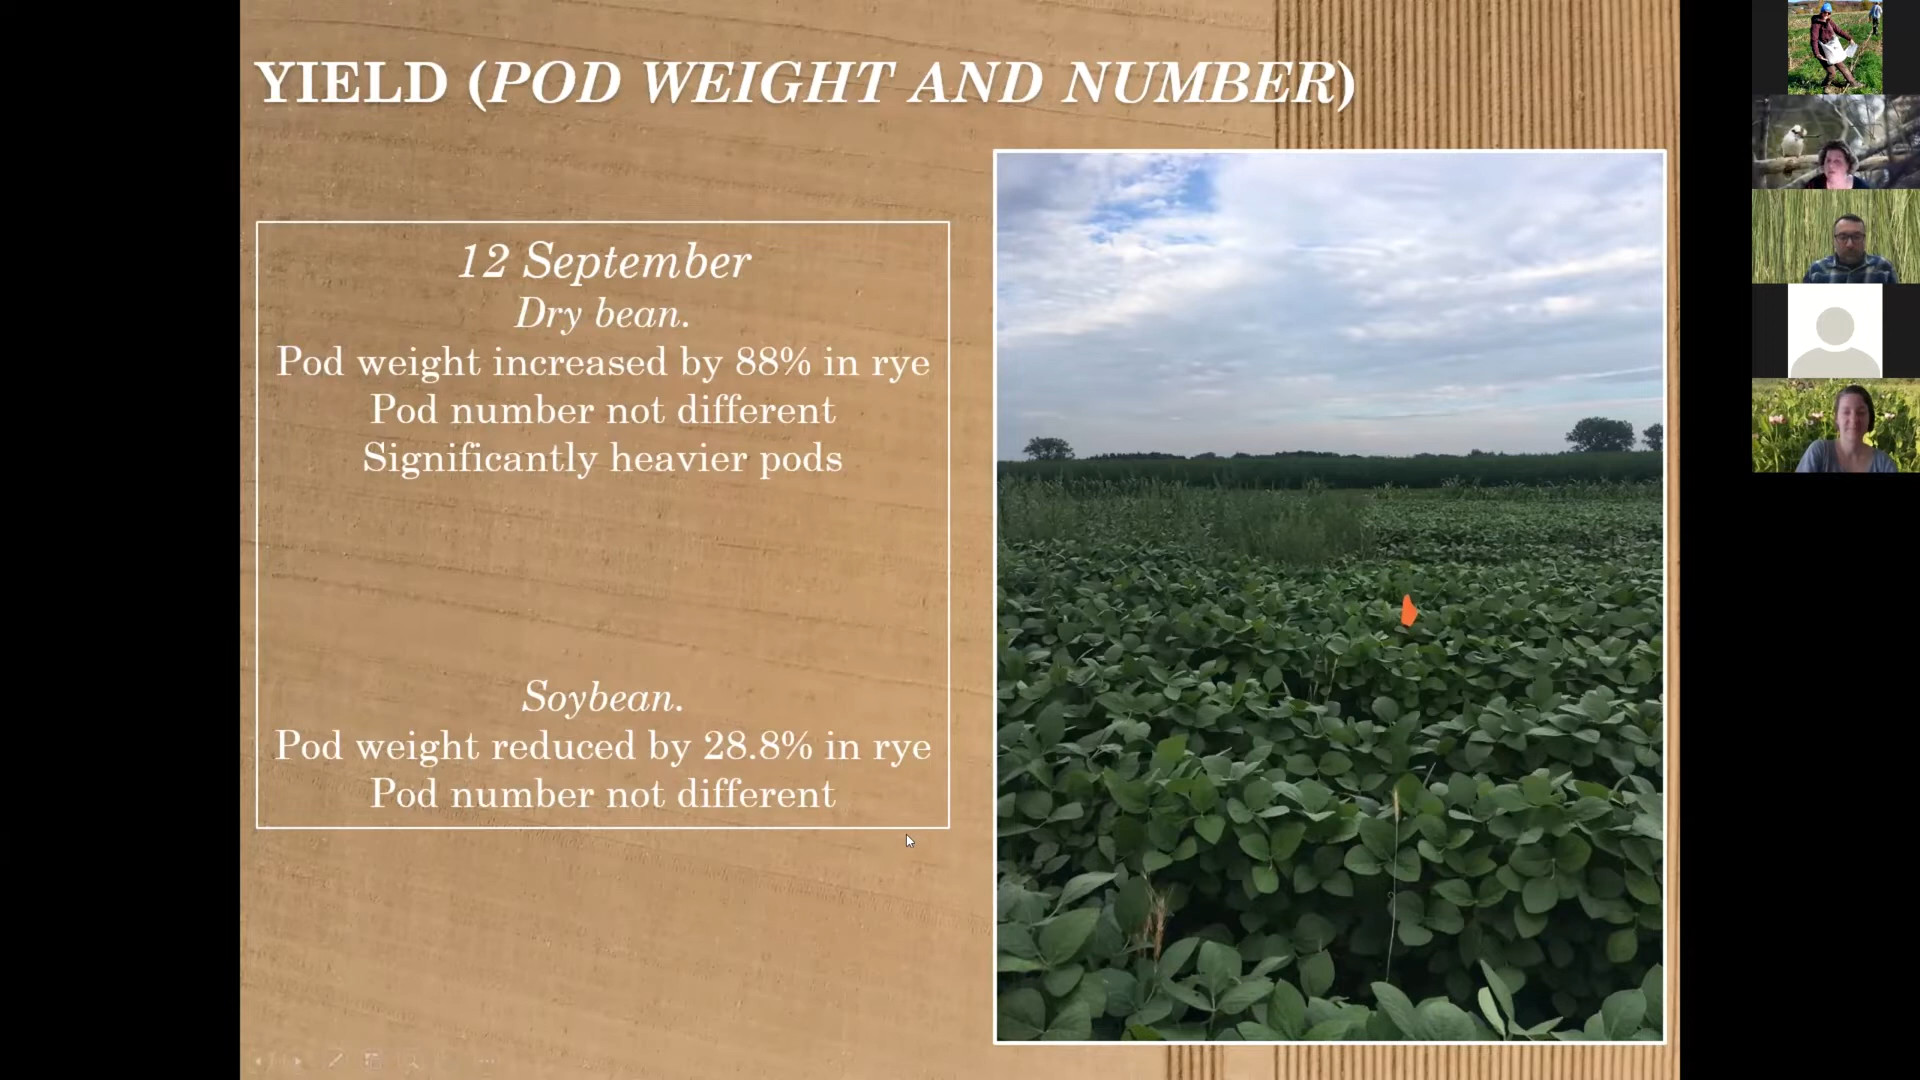 YIELD (POD WEIGHT AND NUMBER)
12 September
Dry bean.
Pod weight increased by 88% in rye
Pod number not different
Significantly heavier pods
Soybean.
Pod weight reduced by 28.8% in rye
Pod number not different